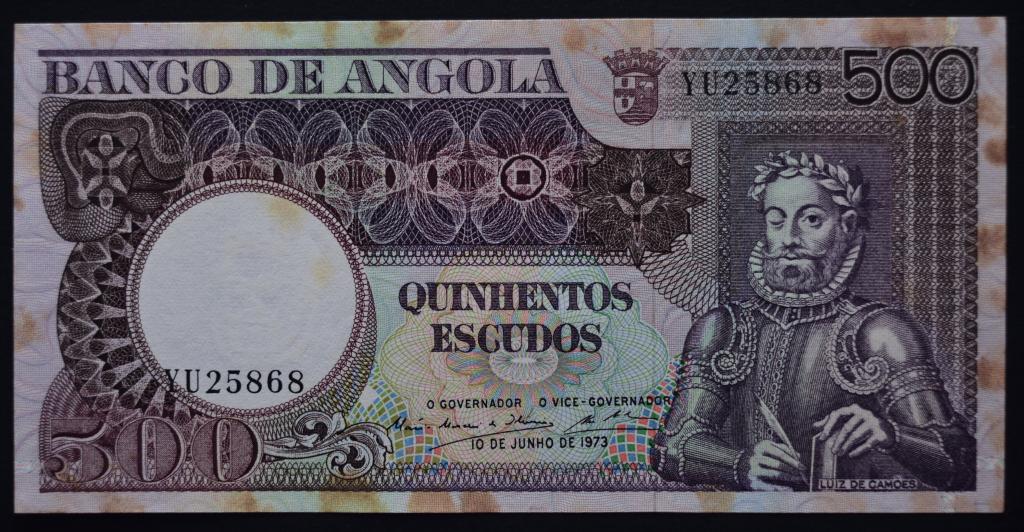 BANCO DE ANGOLA
YU25868
500
QUINHENTOS
ESCUDOS
YU25868
O GOVERNADOR O VICE-GOVERNADOR
10 DE JUNHO DE 1973
500
LUIZ DE CAMÕES